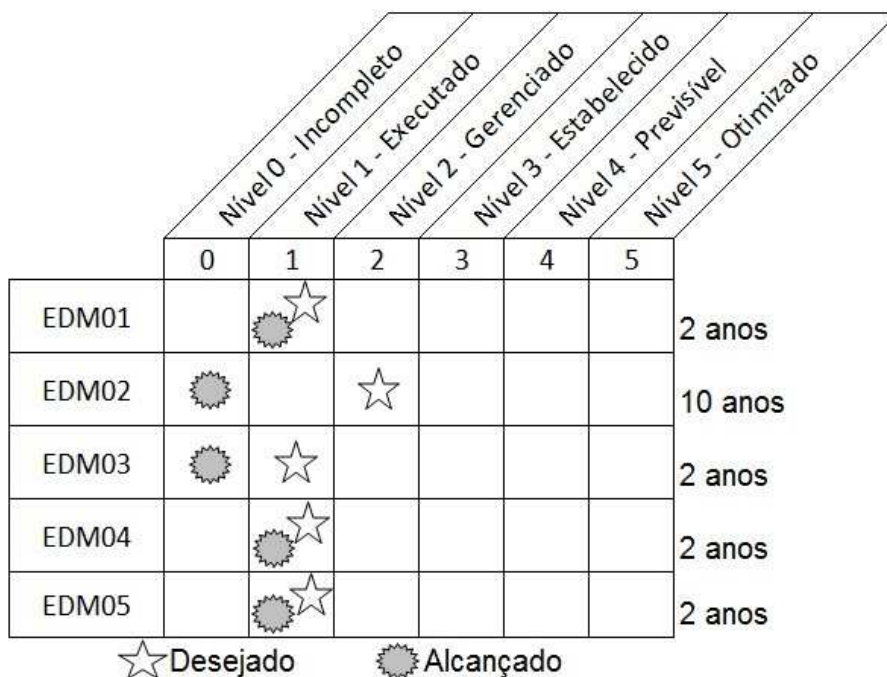 Nível 0 - Incompleto
Nível 1 - Executado
Nível 2 - Gerenciado
Nível 3 - Estabelecido
Nível 4 - Previsível
Nível 5 - Otimizado
0 1 2 3 4 5
EDM01 2 anos
EDM02 10 anos
EDM03 2 anos
EDM04 2 anos
EDM05 2 anos
Desejado Alcançado